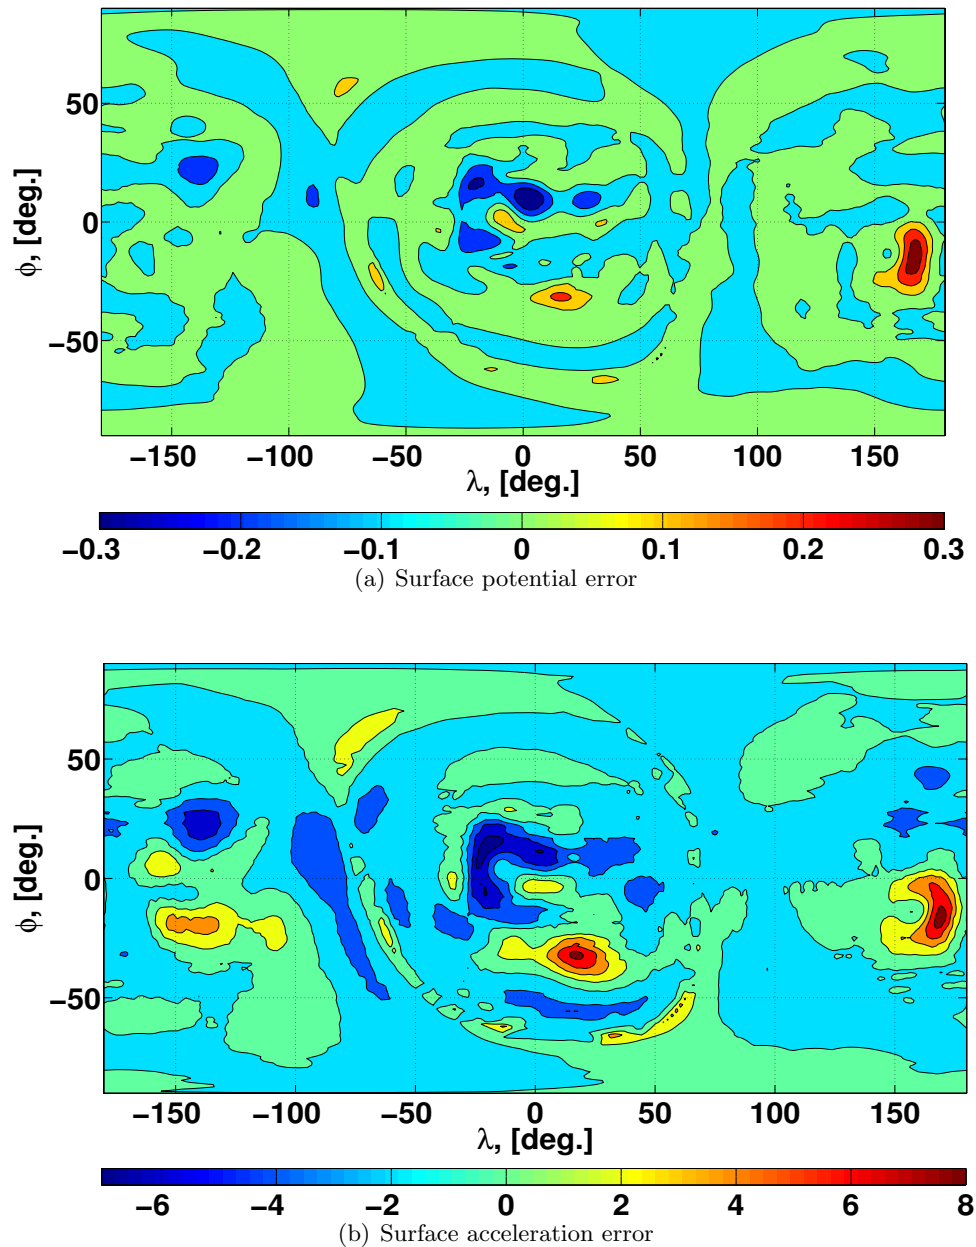 50
0
−50
ϕ, [deg.]
−150 −100 −50 0 50 100 150
λ, [deg.]
−0.3 −0.2 −0.1 0 0.1 0.2 0.3
(a) Surface potential error
50
0
−50
ϕ, [deg.]
−150 −100 −50 0 50 100 150
λ, [deg.]
−6 −4 −2 0 2 4 6 8
(b) Surface acceleration error